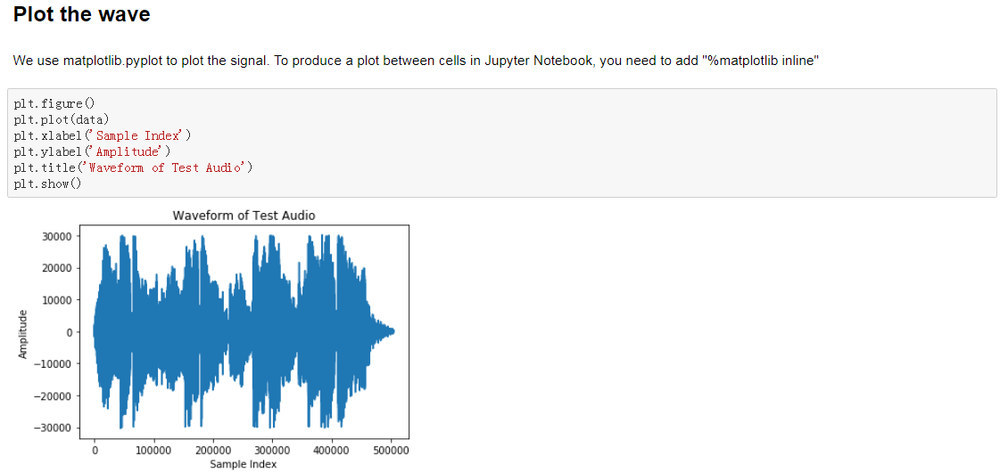 Plot the wave
We use matplotlib.pyplot to plot the signal. To produce a plot between cells in Jupyter Notebook, you need to add "%matplotlib inline"
plt.figure()
plt.plot(data)
plt.xlabel('Sample Index')
plt.ylabel('Amplitude')
plt.title('Waveform of Test Audio')
plt.show()
Waveform of Test Audio
30000
20000
10000
0
−10000
−20000
−30000
Amplitude
0 100000 200000 300000 400000 500000
Sample Index